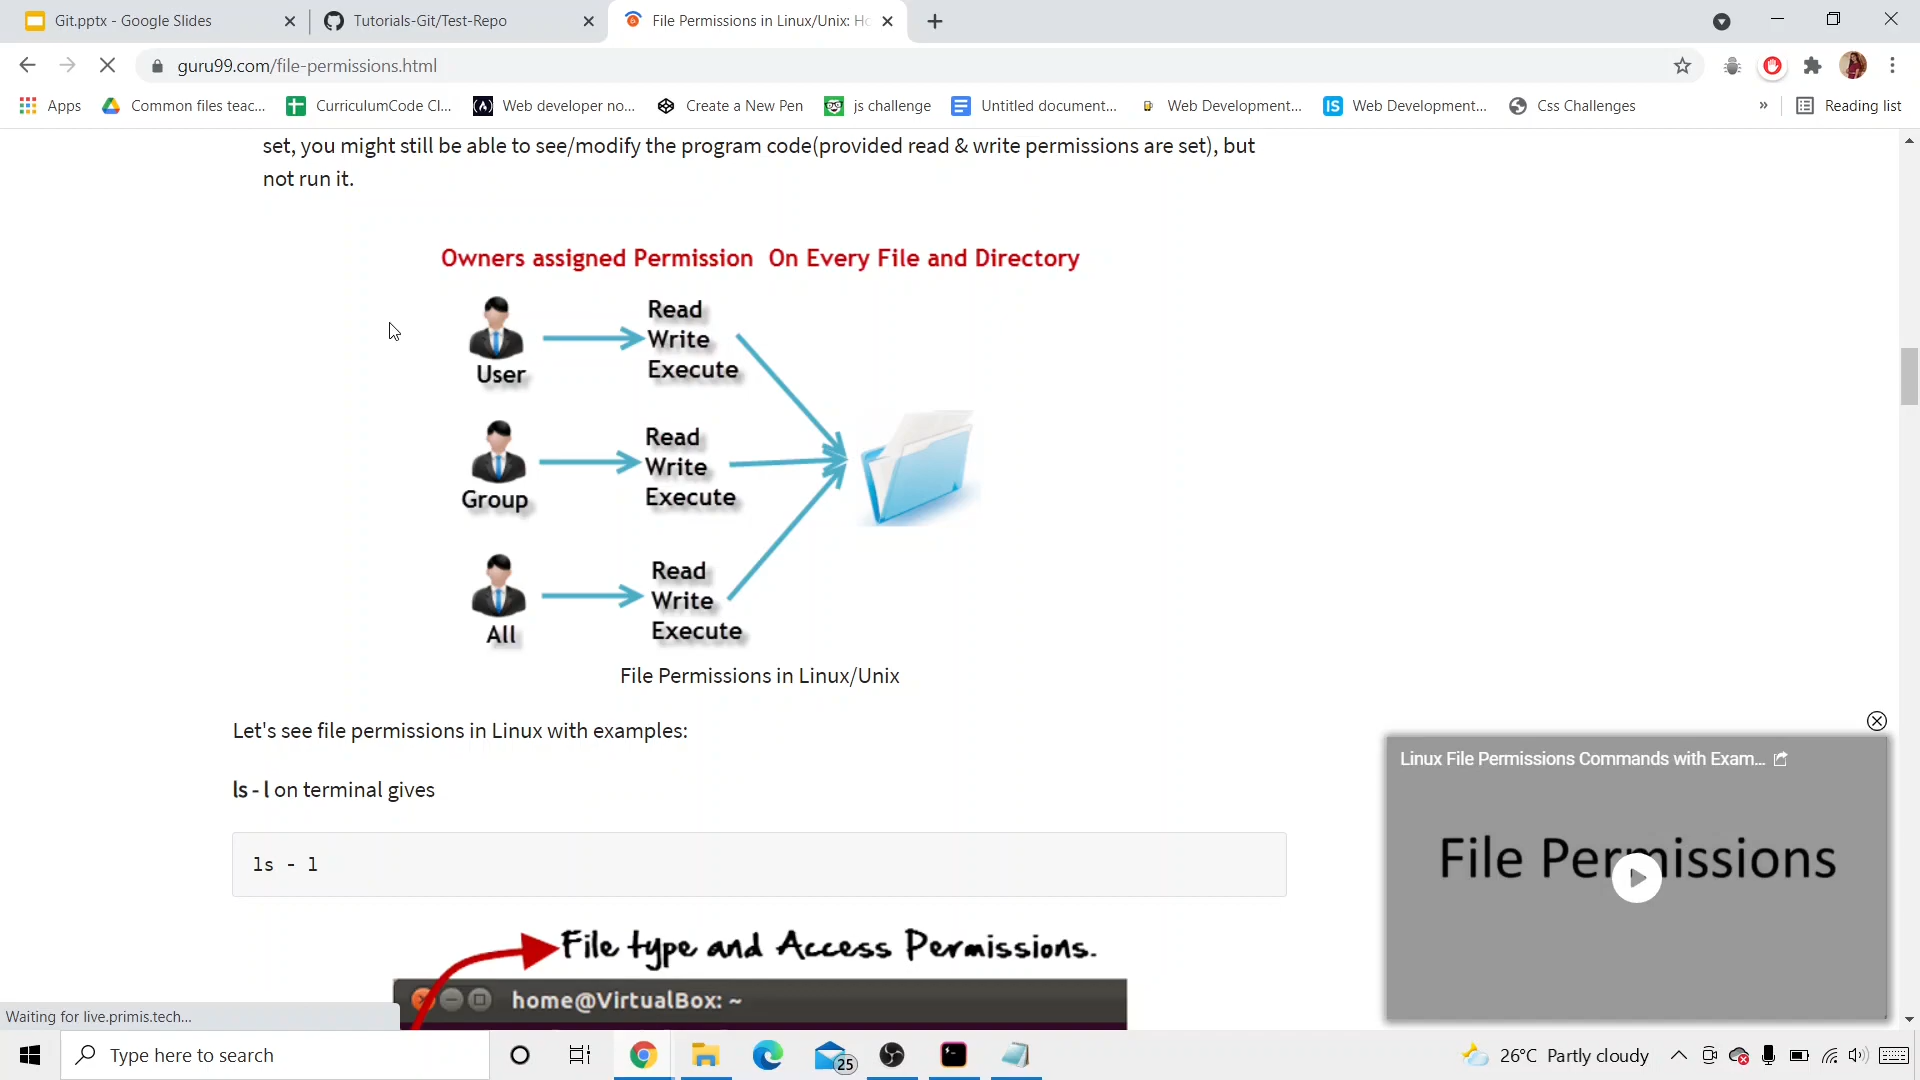 Git.pptx - Google Slides
Tutorials-Git/Test-Repo
File Permissions in Linux/Unix: Ho
guru99.com/file-permissions.html
Apps
Common files teac...
CurriculumCode Cl...
Web developer no...
Create a New Pen
js challenge
Untitled document...
Web Development...
IS
Web Development...
Css Challenges
»
Reading list
set, you might still be able to see/modify the program code(provided read & write permissions are set), but
not run it.
Owners assigned Permission On Every File and Directory
Read
Write
Execute
User
Read
Write
Execute
Group
Read
Write
Execute
All
File Permissions in Linux/Unix
Let's see file permissions in Linux with examples:
ls - l on terminal gives
ls - l
File type and Access Permissions.
home@VirtualBox: ~
Linux File Permissions Commands with Exam...
File Permissions
Waiting for live.primis.tech...
Type here to search
25
26°C Partly cloudy